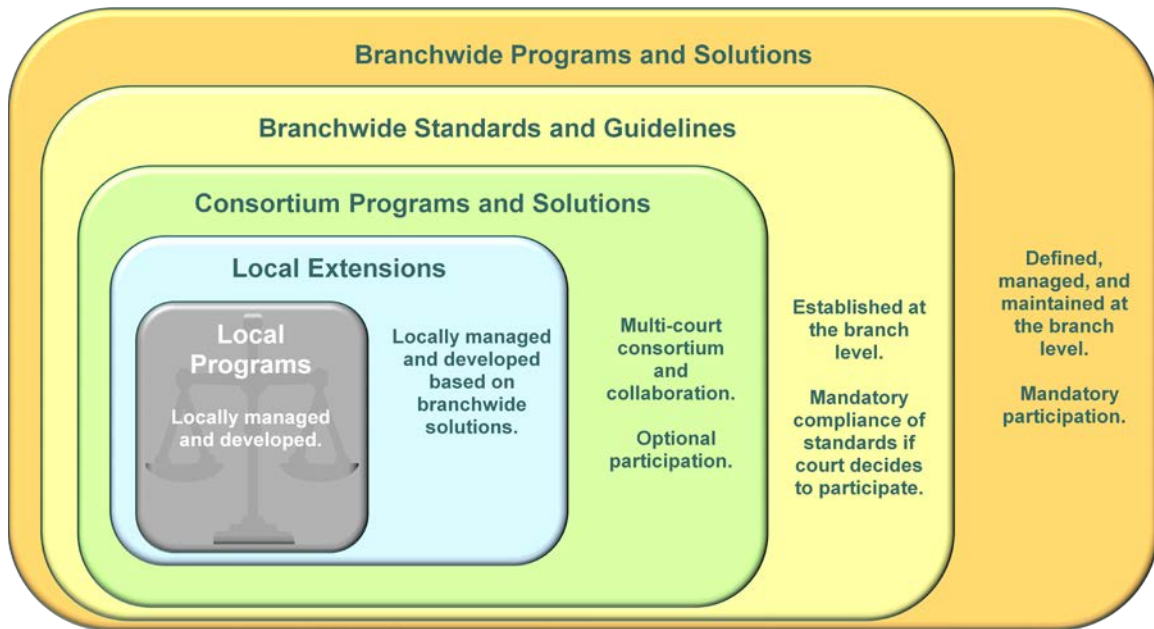 Branchwide Programs and Solutions
Branchwide Standards and Guidelines
Consortium Programs and Solutions
Local Extensions
Local
Programs
Locally managed
and developed.
Locally managed
and developed
based on
branchwide
solutions.
Multi-court
consortium
and
collaboration.
Optional
participation.
Established at
the branch
level.
Mandatory
compliance of
standards if
court decides
to participate.
Defined,
managed, and
maintained at
the branch
level.
Mandatory
participation.